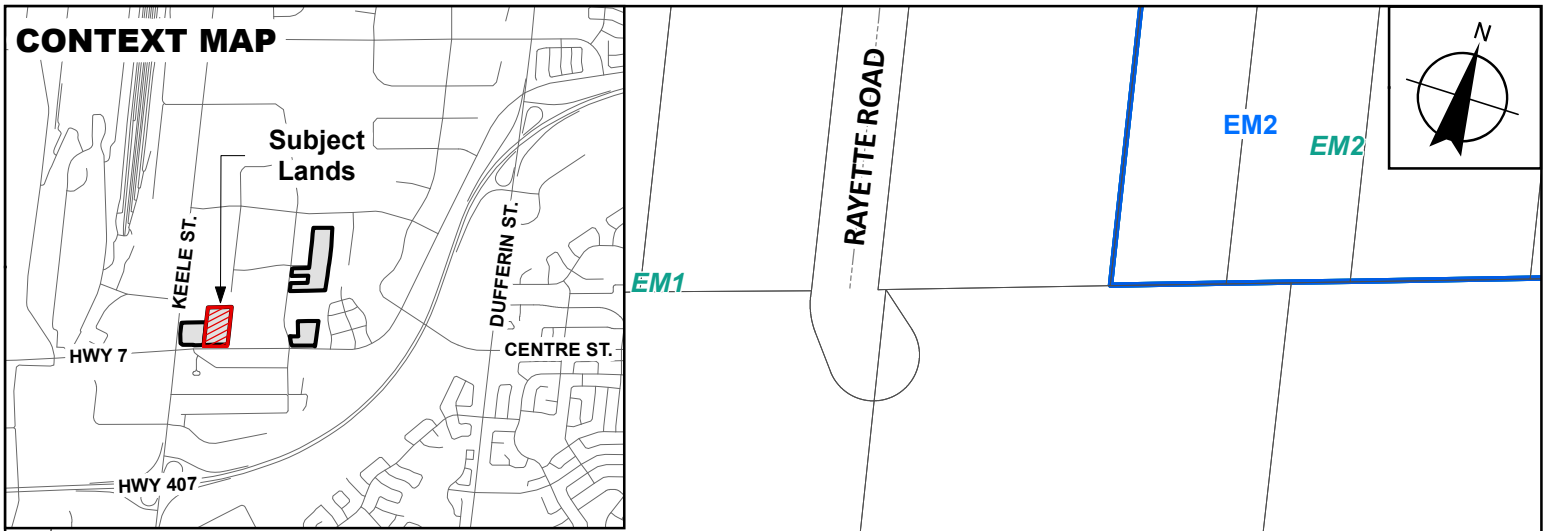 CONTEXT MAP
Subject
Lands
KEELE ST.
DUFFERIN ST.
HWY 7
CENTRE ST.
HWY 407
RAYETTE ROAD
EM1
EM2
EM2
N